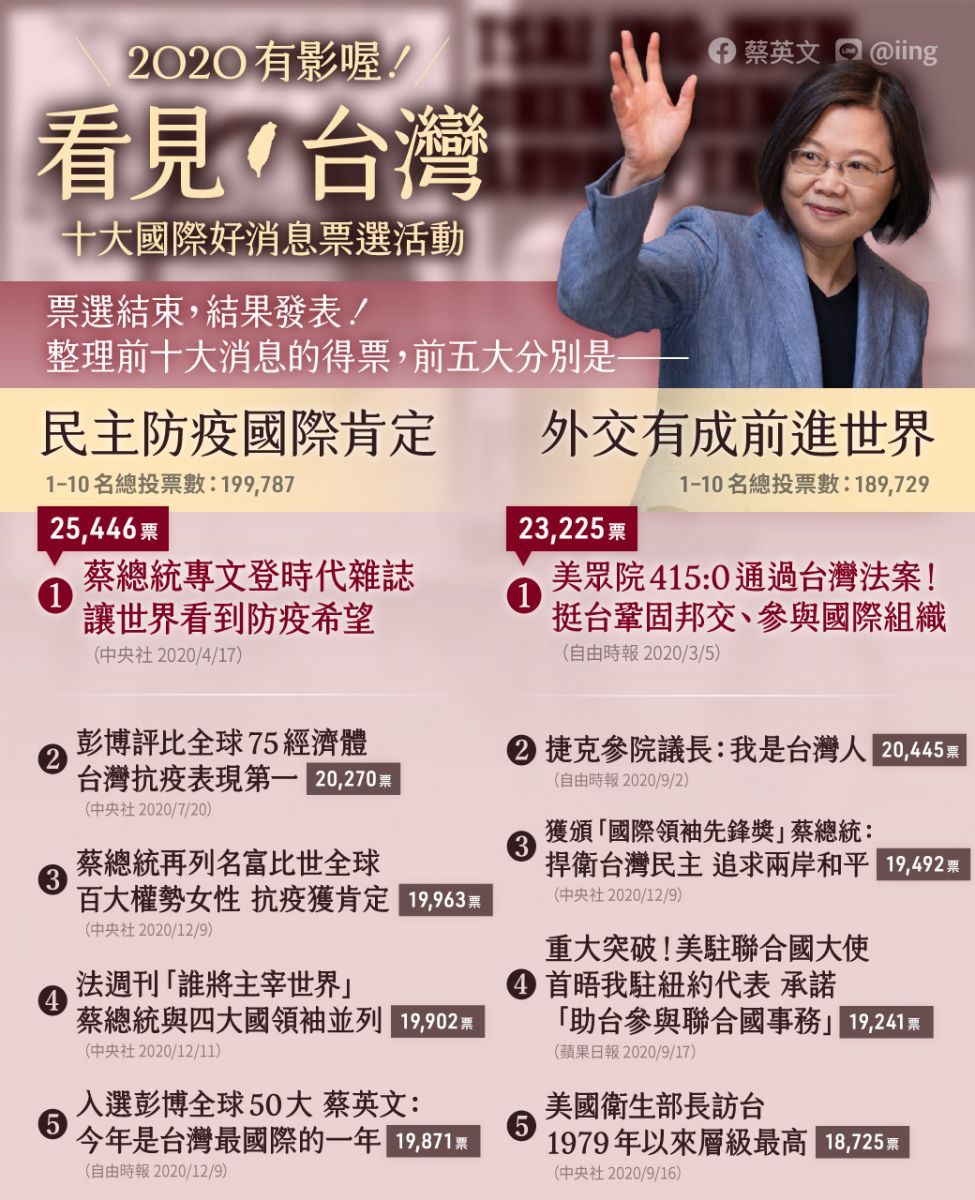 2020有影喔!
看見台灣
十大國際好消息票選活動
蔡英文 LINE @iing
票選結束,結果發表!
整理前十大消息的得票,前五大分別是——
民主防疫國際肯定
1-10名總投票數:199,787
25,446票
1 蔡總統專文登時代雜誌
讓世界看到防疫希望
(中央社 2020/4/17)
2 彭博評比全球75經濟體
台灣抗疫表現第一 20,270票
(中央社 2020/7/20)
3 蔡總統再列名富比世全球
百大權勢女性 抗疫獲肯定 19,963票
(中央社 2020/12/9)
4 法週刊「誰將主宰世界」
蔡總統與四大國領袖並列 19,902票
(中央社 2020/12/11)
5 入選彭博全球50大 蔡英文:
今年是台灣最國際的一年 19,871票
(自由時報 2020/12/9)
外交有成前進世界
1-10名總投票數:189,729
23,225票
1 美眾院415:0通過台灣法案!
挺台鞏固邦交、參與國際組織
(自由時報 2020/3/5)
2 捷克參院議長:我是台灣人 20,445票
(自由時報 2020/9/2)
3 獲頒「國際領袖先鋒獎」蔡總統:
捍衛台灣民主 追求兩岸和平 19,492票
(中央社 2020/12/9)
4 重大突破!美駐聯合國大使
首晤我駐紐約代表 承諾
「助台參與聯合國事務」 19,241票
(蘋果日報 2020/9/17)
5 美國衛生部長訪台
1979年以來層級最高 18,725票
(中央社 2020/9/16)